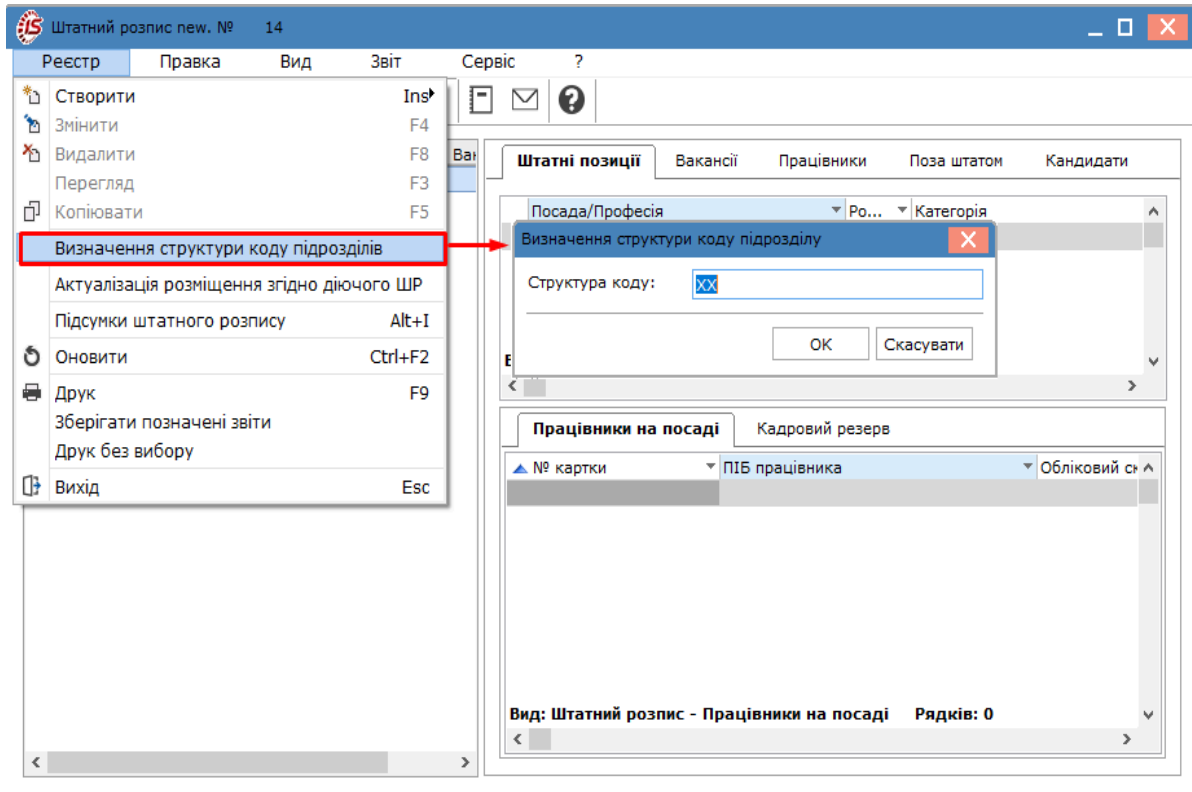 Штатний розпис new. № 14
Реєстр Правка Вид Звіт Сервіс ?
Створити Ins
Змінити F4
Видалити F8
Перегляд F3
Копіювати F5
Визначення структури коду підрозділів
Актуалізація розміщення згідно діючого ШР
Підсумки штатного розпису Alt+I
Оновити Ctrl+F2
Друк F9
Зберігати позначені звіти
Друк без вибору
Вихід Esc
Штатні позиції Вакансії Працівники Поза штатом Кандидати
Посада/Професія Ро... Категорія
Визначення структури коду підрозділу
Структура коду: XX
OK Скасувати
Працівники на посаді Кадровий резерв
№ картки ПІБ працівника Обліковий
Вид: Штатний розпис - Працівники на посаді Рядків: 0